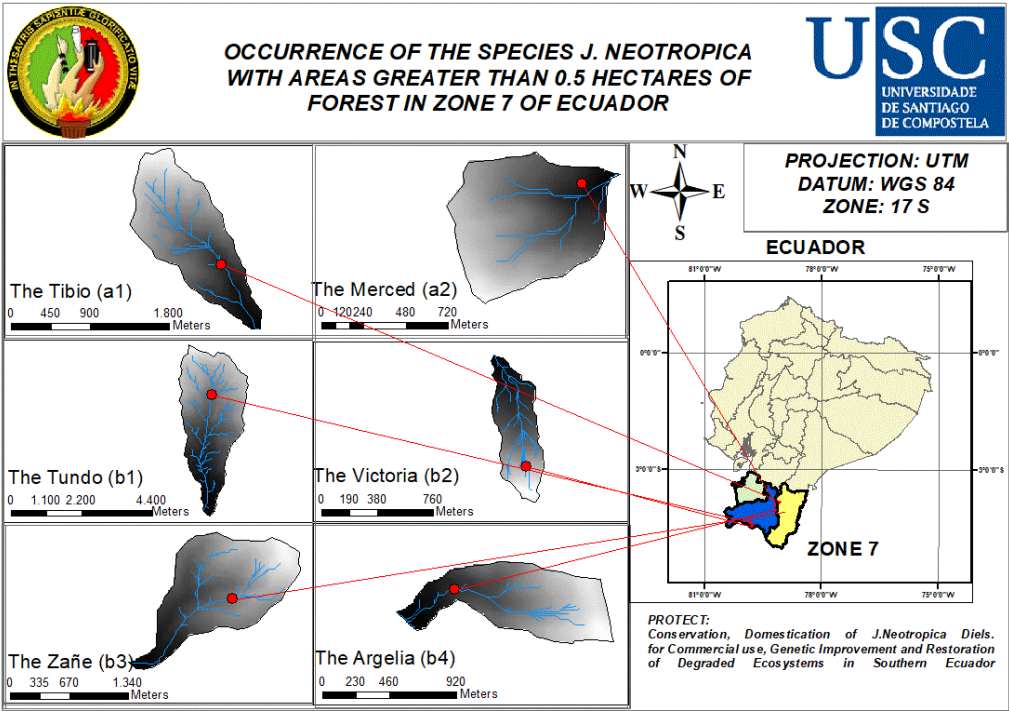 IN THESAVRIS SAPIENTIÆ GLORIFICATIO VITÆ
OCCURRENCE OF THE SPECIES J. NEOTROPICA
WITH AREAS GREATER THAN 0.5 HECTARES OF
FOREST IN ZONE 7 OF ECUADOR
USC
UNIVERSIDADE
DE SANTIAGO
DE COMPOSTELA
The Tibio (a1)
0 450 900 1.800
Meters
The Merced (a2)
0 120 240 480 720
Meters
N
W E
S
PROJECTION: UTM
DATUM: WGS 84
ZONE: 17 S
ECUADOR
81°0'0"W 78°0'0"W 75°0'0"W
0°0'0" 0°0'0"
3°0'0"S 3°0'0"S
ZONE 7
81°0'0"W 78°0'0"W 75°0'0"W
The Tundo (b1)
0 1.100 2.200 4.400
Meters
The Victoria (b2)
0 190 380 760
Meters
The Zañe (b3)
0 335 670 1.340
Meters
The Argelia (b4)
0 230 460 920
Meters
PROTECT:
Conservation, Domestication of J.Neotropica Diels.
for Commercial use, Genetic Improvement and Restoration
of Degraded Ecosystems in Southern Ecuador